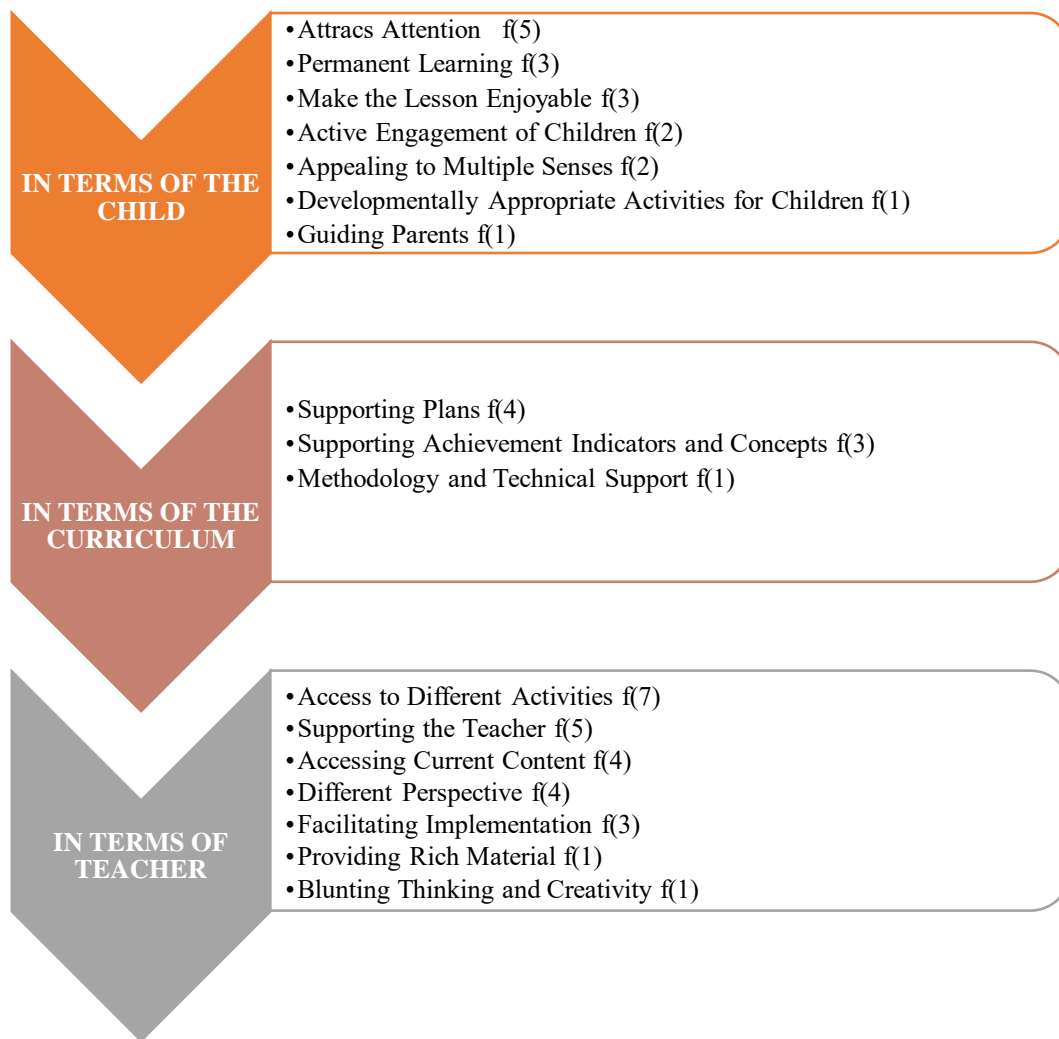 IN TERMS OF THE
CHILD
•Attracs Attention f(5)
•Permanent Learning f(3)
•Make the Lesson Enjoyable f(3)
•Active Engagement of Children f(2)
•Appealing to Multiple Senses f(2)
•Developmentally Appropriate Activities for Children f(1)
•Guiding Parents f(1)
IN TERMS OF THE
CURRICULUM
•Supporting Plans f(4)
•Supporting Achievement Indicators and Concepts f(3)
•Methodology and Technical Support f(1)
IN TERMS OF
TEACHER
•Access to Different Activities f(7)
•Supporting the Teacher f(5)
•Accessing Current Content f(4)
•Different Perspective f(4)
•Facilitating Implementation f(3)
•Providing Rich Material f(1)
•Blunting Thinking and Creativity f(1)